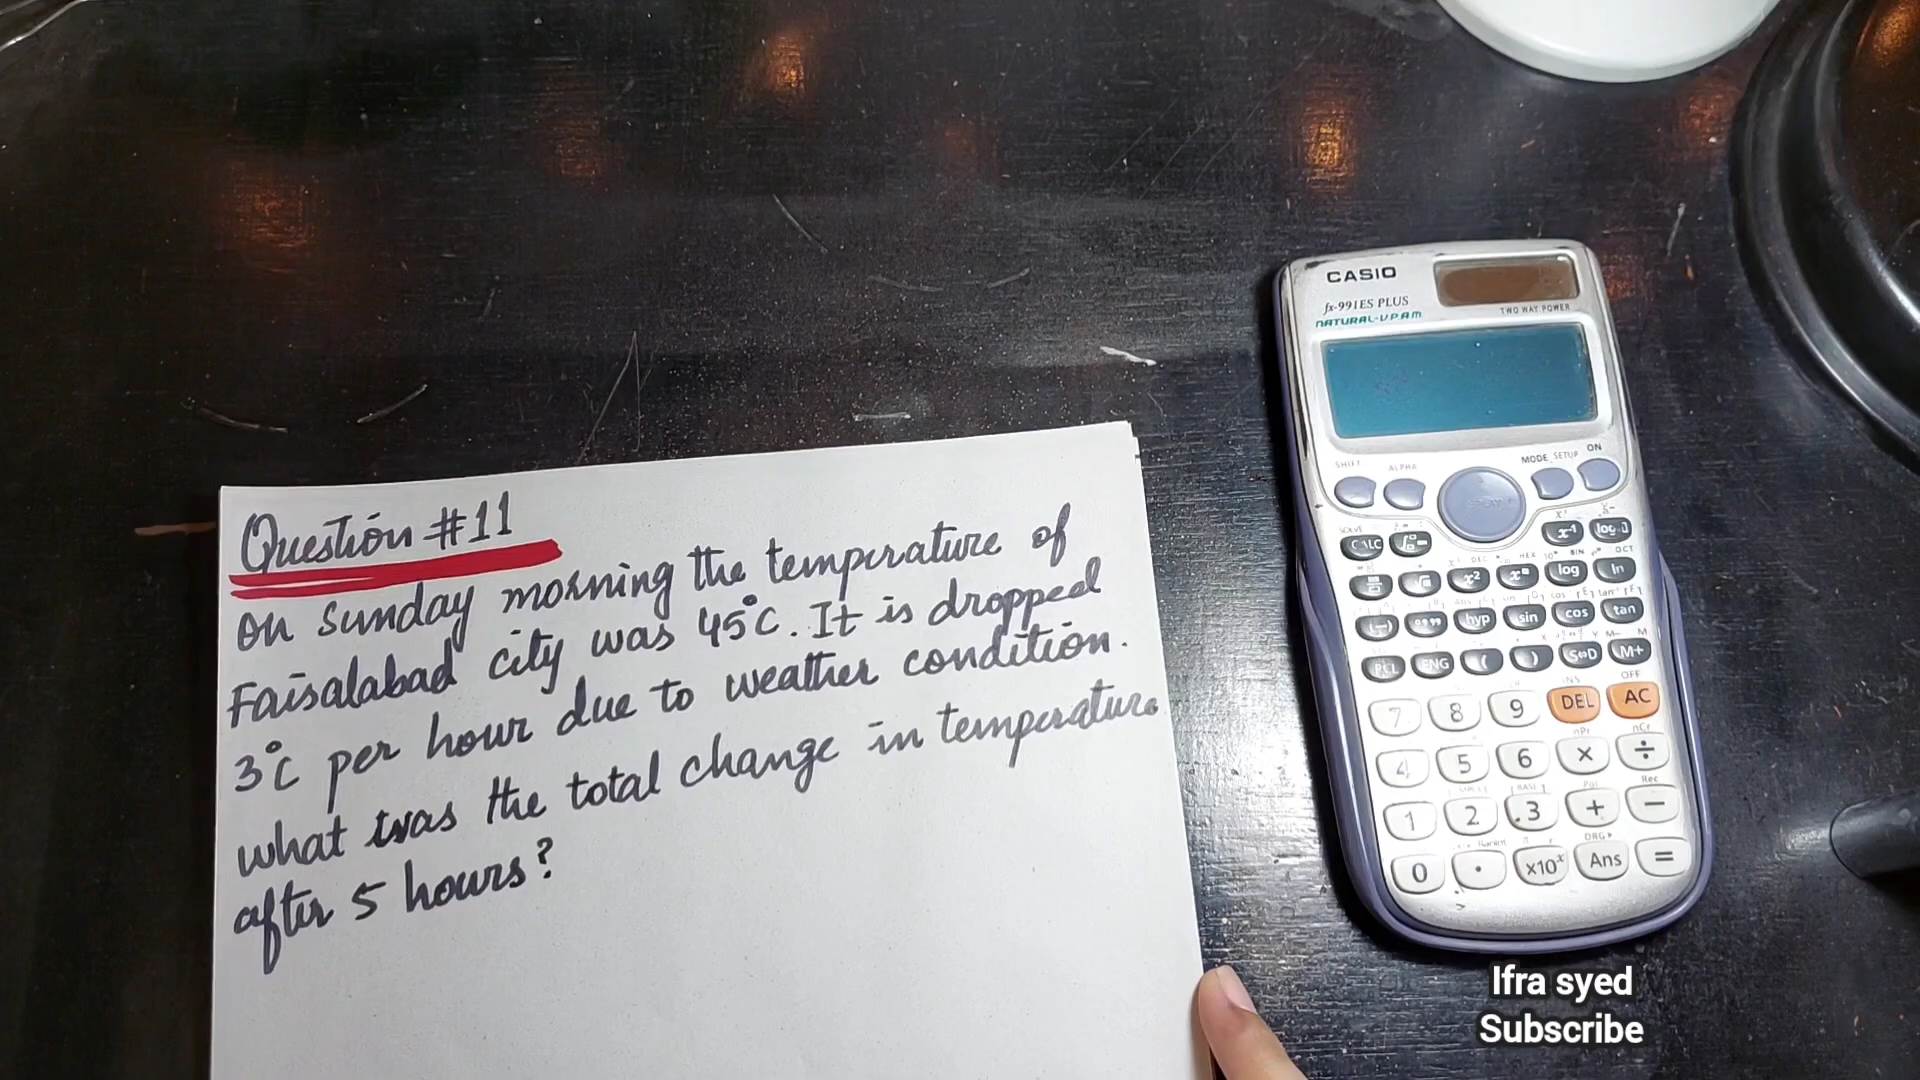 Question #11
on Sunday morning the temperature of
Faisalabad city was 45°C. It is dropped
3°C per hour due to weather condition.
what was the total change in temperature
after 5 hours?
CASIO
fx-991ES PLUS
NATURAL-V.P.A.M.
TWO WAY POWER
SHIFT ALPHA MODE SETUP ON
CALC x⁻¹
x² log ln
hyp sin cos tan
RCL ENG ( ) S⇔D M+
OFF
7 8 9 DEL AC
4 5 6 × ÷
1 2 3 + −
0 . ×10ˣ Ans =
Ifra syed
Subscribe